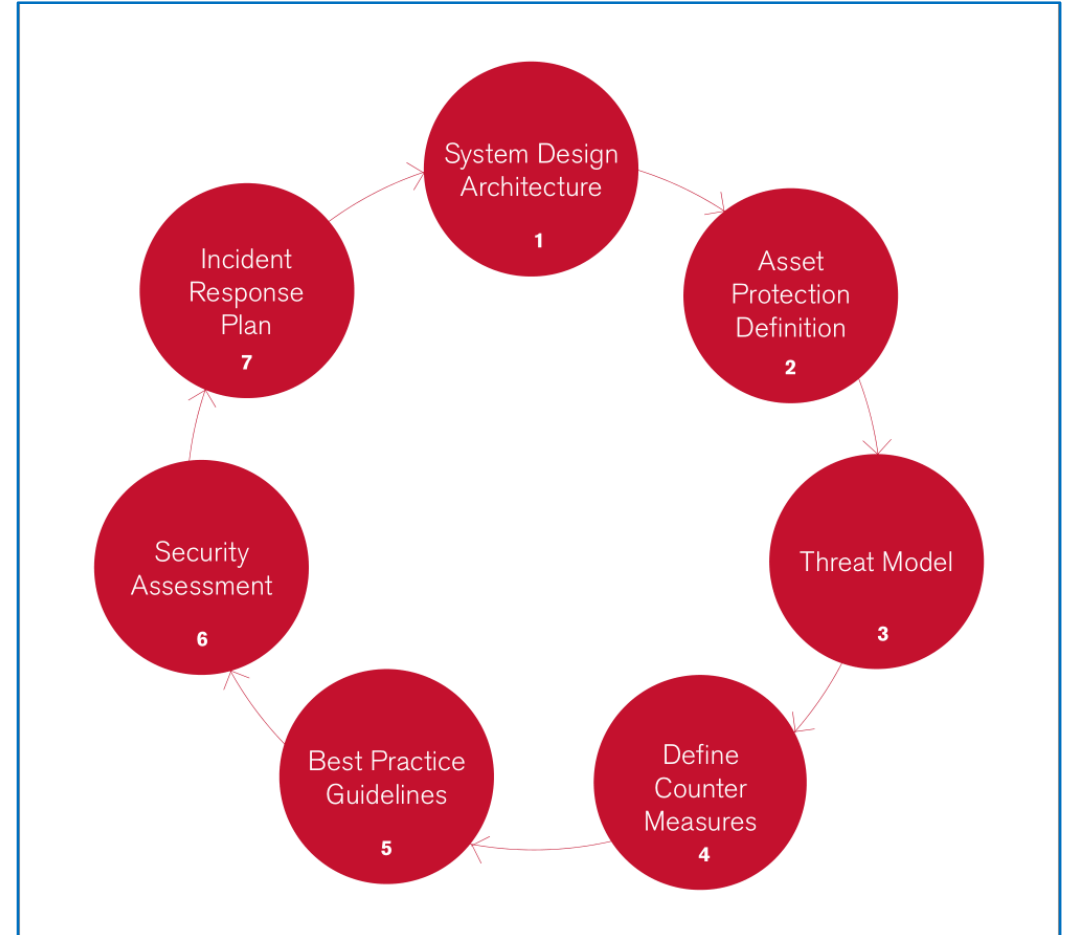 System Design
Architecture
1
Asset
Protection
Definition
2
Threat Model
3
Define
Counter
Measures
4
Best Practice
Guidelines
5
Security
Assessment
6
Incident
Response
Plan
7